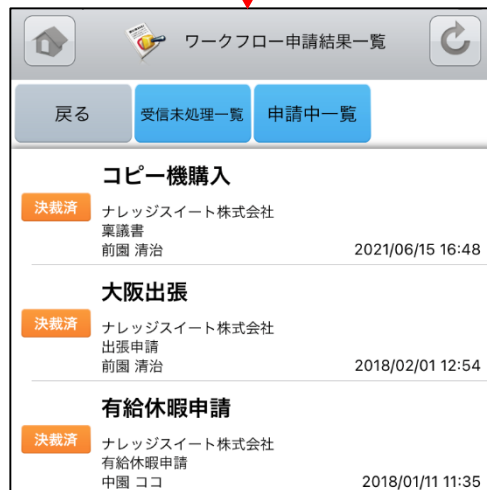 ワークフロー申請結果一覧
戻る
受信未処理一覧
申請中一覧
コピー機購入
決裁済
ナレッジスイート株式会社
稟議書
前園 清治
2021/06/15 16:48
大阪出張
決裁済
ナレッジスイート株式会社
出張申請
前園 清治
2018/02/01 12:54
有給休暇申請
決裁済
ナレッジスイート株式会社
有給休暇申請
中園 ココ
2018/01/11 11:35